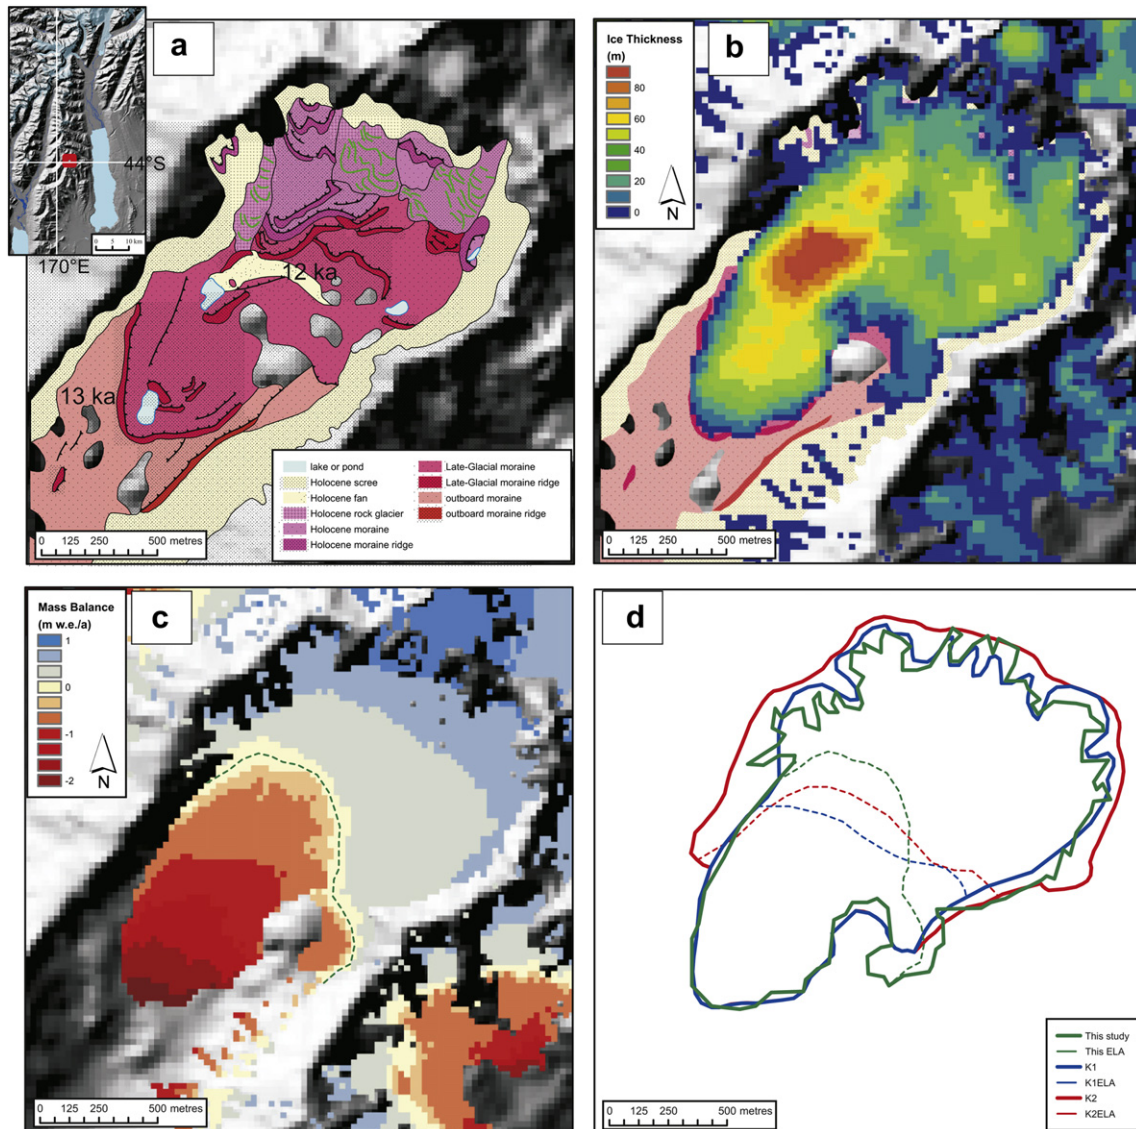 a
44°S
0 5 10 km
170°E
12 ka
13 ka
lake or pond
Holocene scree
Holocene fan
Holocene rock glacier
Holocene moraine
Holocene moraine ridge
Late-Glacial moraine
Late-Glacial moraine ridge
outboard moraine
outboard moraine ridge
0 125 250 500 metres
b
Ice Thickness
(m)
80
60
40
20
0
N
0 125 250 500 metres
c
Mass Balance
(m w.e./a)
1
0
-1
-2
N
0 125 250 500 metres
d
This study
This ELA
K1
K1ELA
K2
K2ELA
0 125 250 500 metres